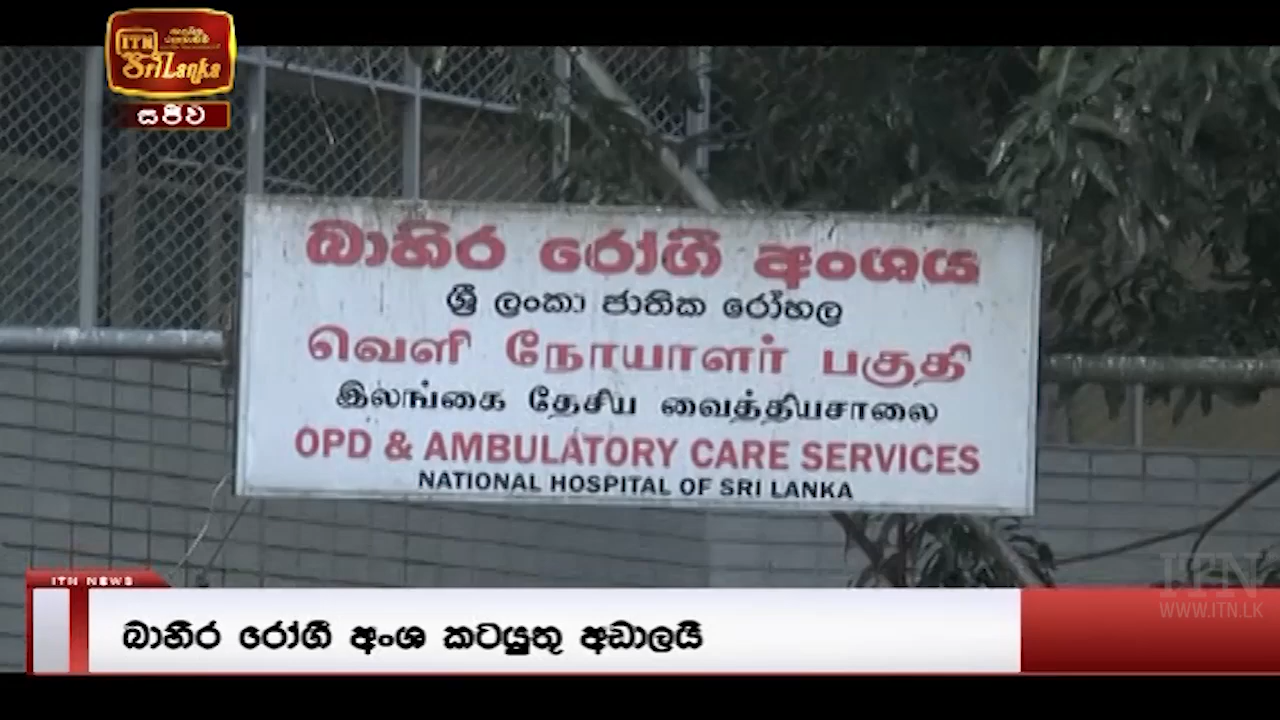 ITN
Sri Lanka
සජීව
බාහිර රෝගී අංශය
ශ්‍රී ලංකා ජාතික රෝහල
வெளி நோயாளர் பகுதி
இலங்கை தேசிய வைத்தியசாலை
OPD & AMBULATORY CARE SERVICES
NATIONAL HOSPITAL OF SRI LANKA
ITN NEWS
බාහිර රෝගී අංශ කටයුතු අඩාලයි
ITN
WWW.ITN.LK